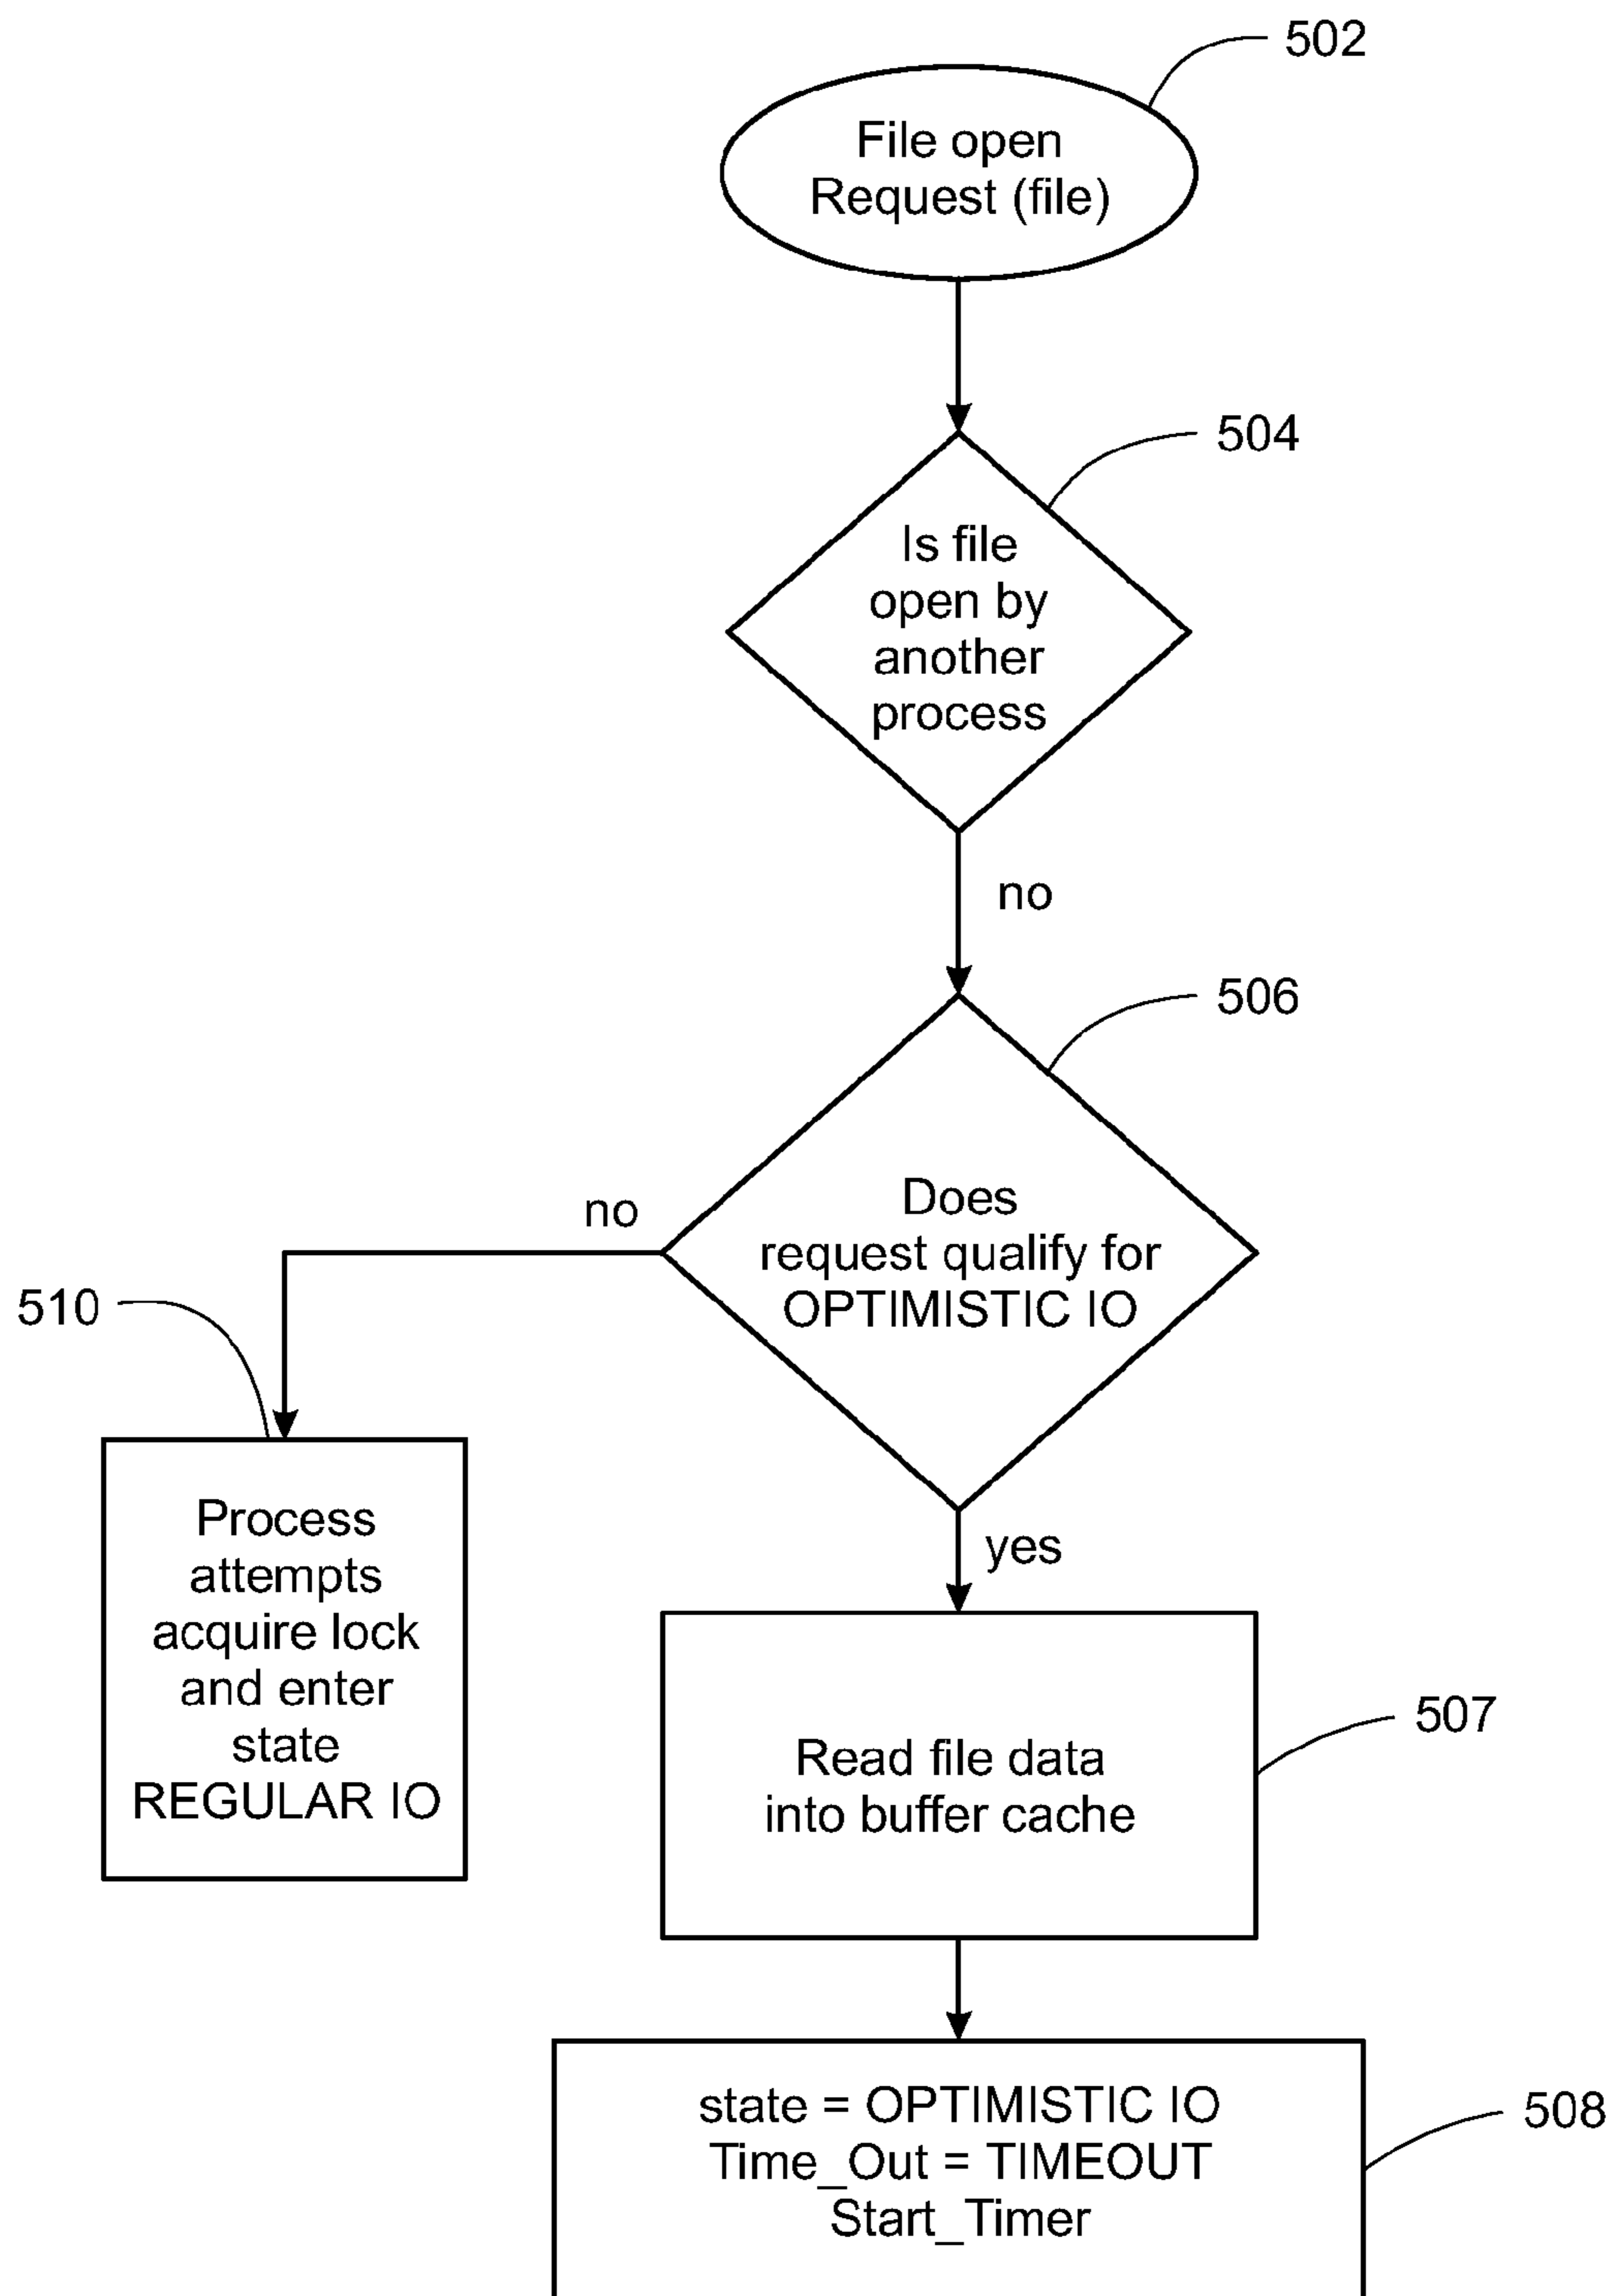 502
File open
Request (file)
504
Is file
open by
another
process
no
506
Does
request qualify for
OPTIMISTIC IO
no
510
yes
Process
attempts
acquire lock
and enter
state
REGULAR IO
507
Read file data
into buffer cache
508
state = OPTIMISTIC IO
Time_Out = TIMEOUT
Start_Timer